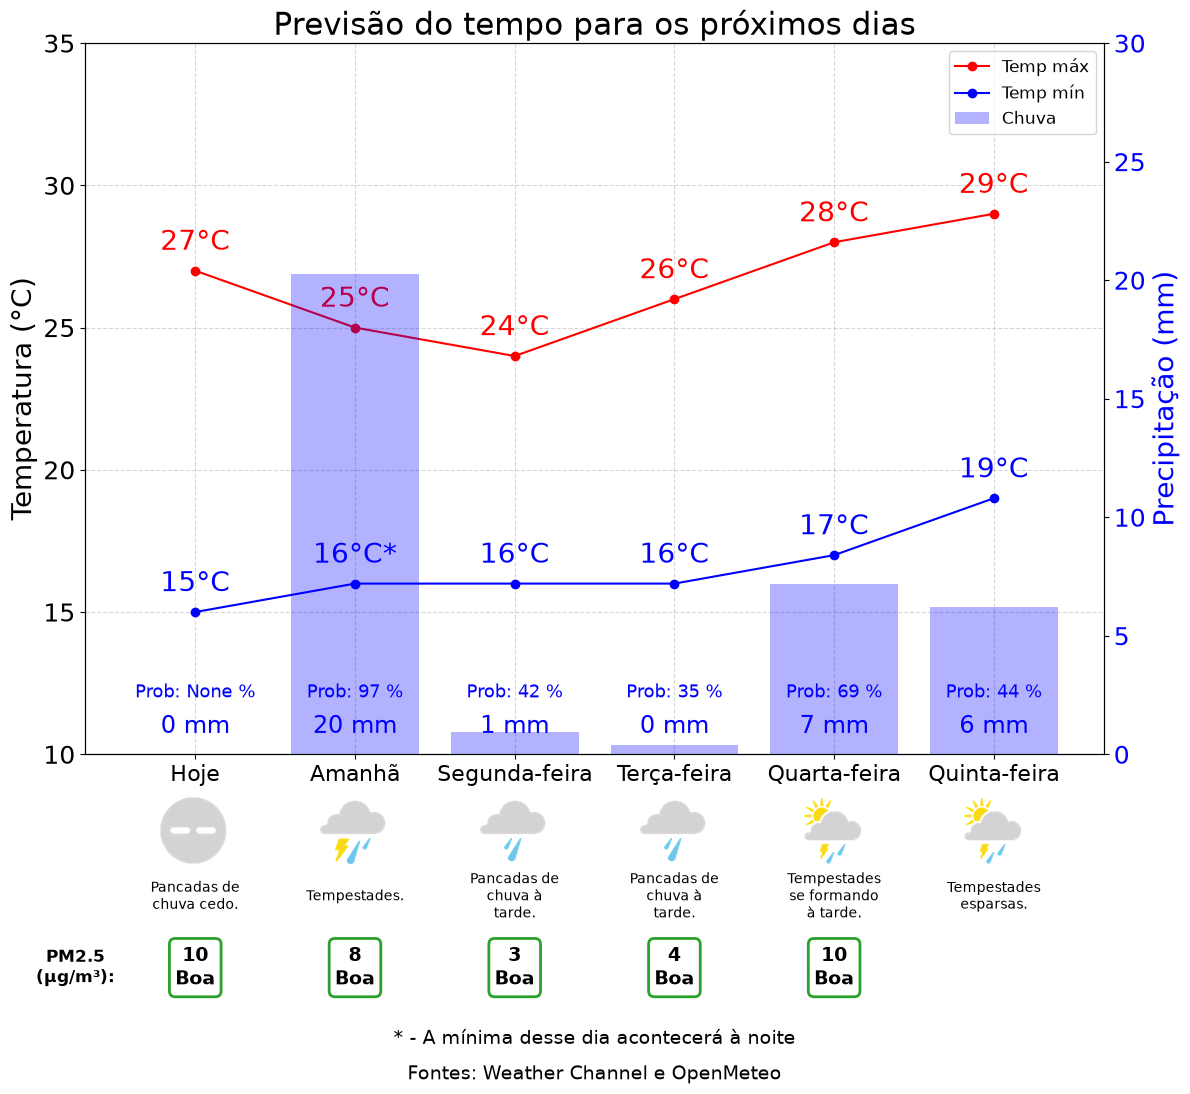 Previsão do tempo para os próximos dias
35
30
25
20
15
10
Temperatura (°C)
30
25
20
15
10
5
0
Precipitação (mm)
Temp máx
Temp mín
Chuva
27°C
25°C
24°C
26°C
28°C
29°C
15°C
16°C*
16°C
16°C
17°C
19°C
Prob: None %
Prob: 97 %
Prob: 42 %
Prob: 35 %
Prob: 69 %
Prob: 44 %
0 mm
20 mm
1 mm
0 mm
7 mm
6 mm
Hoje
Amanhã
Segunda-feira
Terça-feira
Quarta-feira
Quinta-feira
Pancadas de
chuva cedo.
Tempestades.
Pancadas de
chuva à
tarde.
Pancadas de
chuva à
tarde.
Tempestades
se formando
à tarde.
Tempestades
esparsas.
PM2.5
(µg/m³):
10
Boa
8
Boa
3
Boa
4
Boa
10
Boa
* - A mínima desse dia acontecerá à noite
Fontes: Weather Channel e OpenMeteo